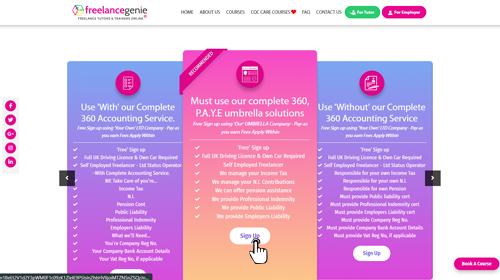 freelancegenie
FREELANCE TUTORS & TRAINERS ONLINE
HOME
ABOUT US
COURSES
CQC CARE COURSES
FAQ
CONTACT US
For Tutor
For Employer
RECOMMENDED
Use 'With' our Complete
360 Accounting Service.
Free Sign up using 'Your Own' LTD Company - Pay as
you earn Fees Apply Within
'Free' Sign up
Full UK Driving Licence & Own Car Required
Self Employed Freelancer - Ltd Status Operator
-With Complete Accounting Service
WE Take Care of you...
Income Tax
N.I.
Pension Cont
Public Liability
Professional Indemnity
Employers Liability
What we'll Need...
You're Company Reg No.
Your Company Bank Account Details
Your Vat Reg No, if applicable
Must use our complete 360,
P.A.Y.E umbrella solutions
Free Sign up using 'Our' UMBRELLA Company - Pay as
you earn Fees Apply Within
'Free' Sign up
Full UK Driving Licence & Own Car Required
Self Employed Freelancer
We manage your Income Tax
We manage your N.I. Contributions
We can offer pension schemes
We provide Professional Indemnity
We provide Public Liability
We provide Employers Liability
Sign Up
Use 'Without' our Complete
360 Accounting Service
Free Sign up using 'Your Own' LTD Company - Pay as
you earn Fees Apply Within
'Free' Sign up
Full UK Driving Licence & Own Car Required
Self Employed Freelancer - Ltd Status Operator
Responsible for your own Income Tax
Responsible for your own N.I.
Responsible for own Pension
Must provide Public Liability
Must provide Professional Indemnity cert
Must provide Employers Liability cert
Must provide Company Reg No.
Must provide Company Bank Account Details
Must provide Vat Reg No, if applicable
Sign Up
Book A Course